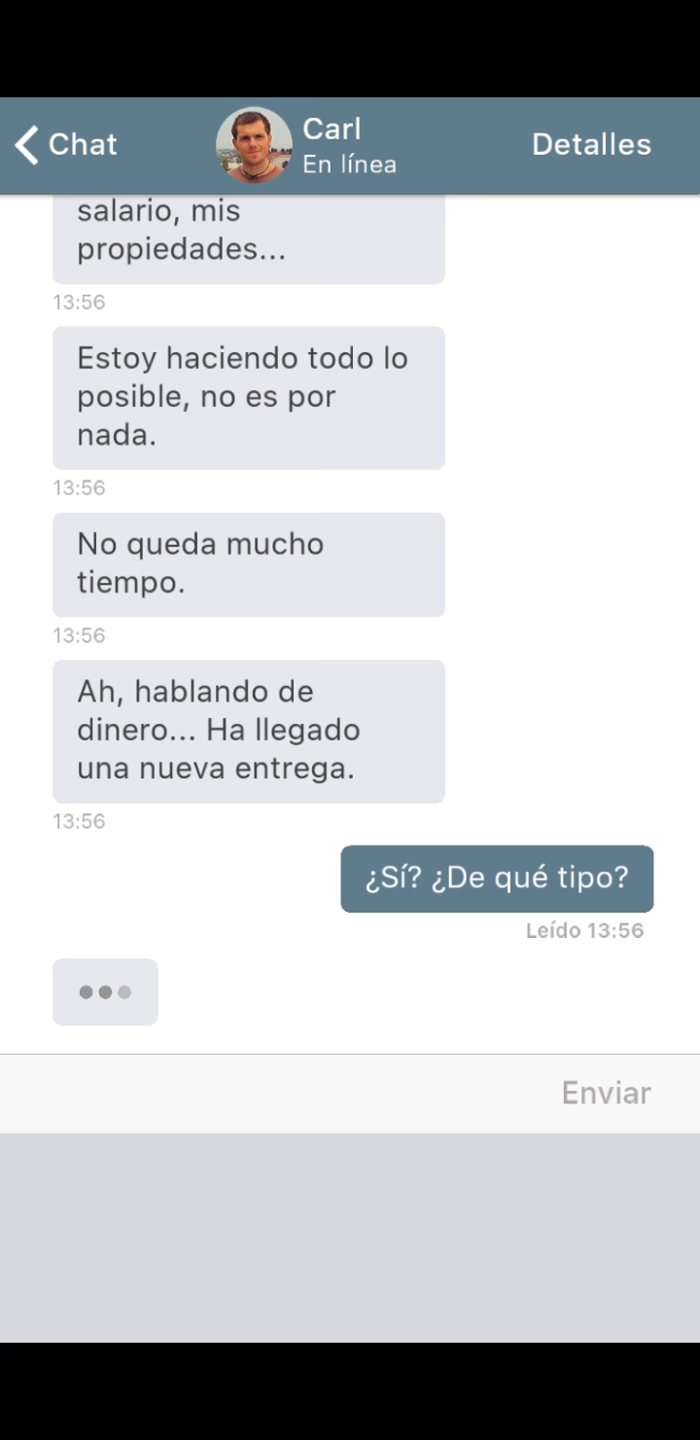 Chat
Carl
En línea
Detalles
salario, mis
propiedades...
13:56
Estoy haciendo todo lo
posible, no es por
nada.
13:56
No queda mucho
tiempo.
13:56
Ah, hablando de
dinero... Ha llegado
una nueva entrega.
13:56
¿Sí? ¿De qué tipo?
Leído 13:56
Enviar